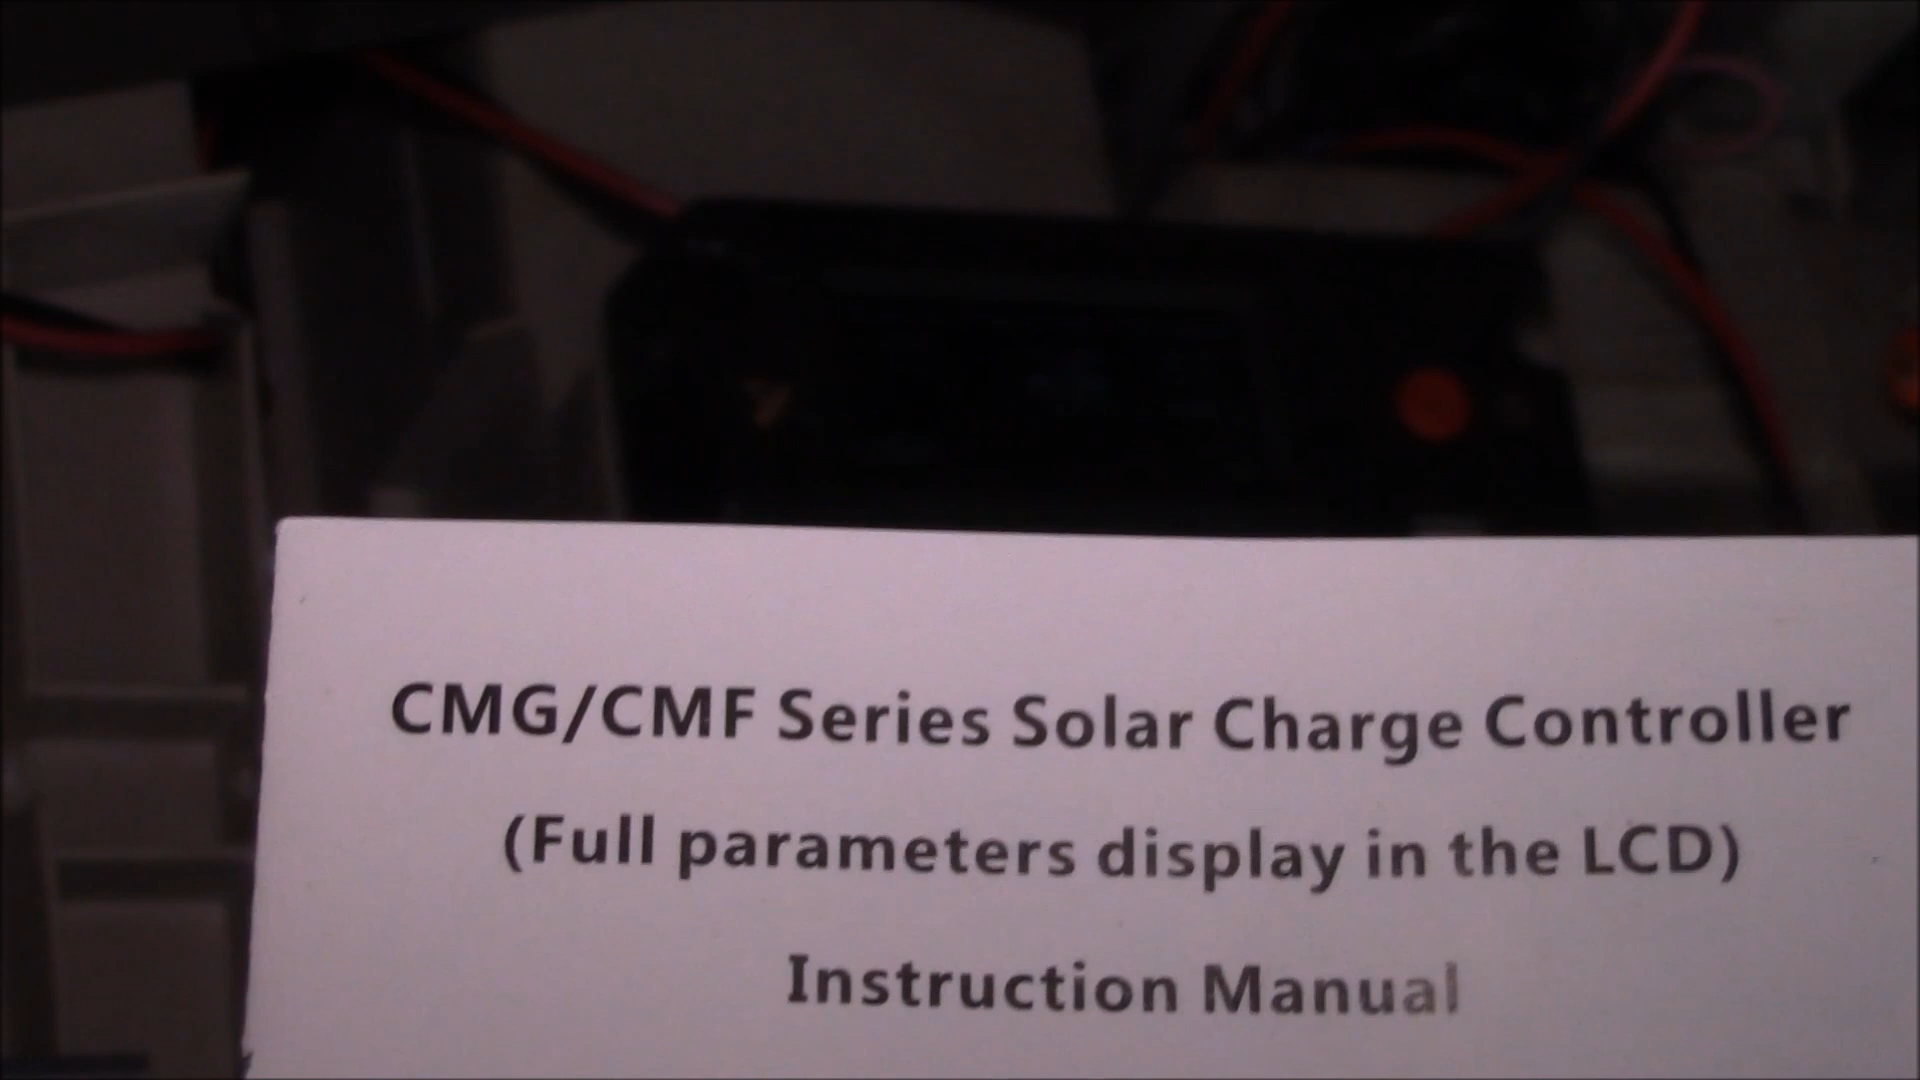 CMG/CMF Series Solar Charge Controller
(Full parameters display in the LCD)
Instruction Manual